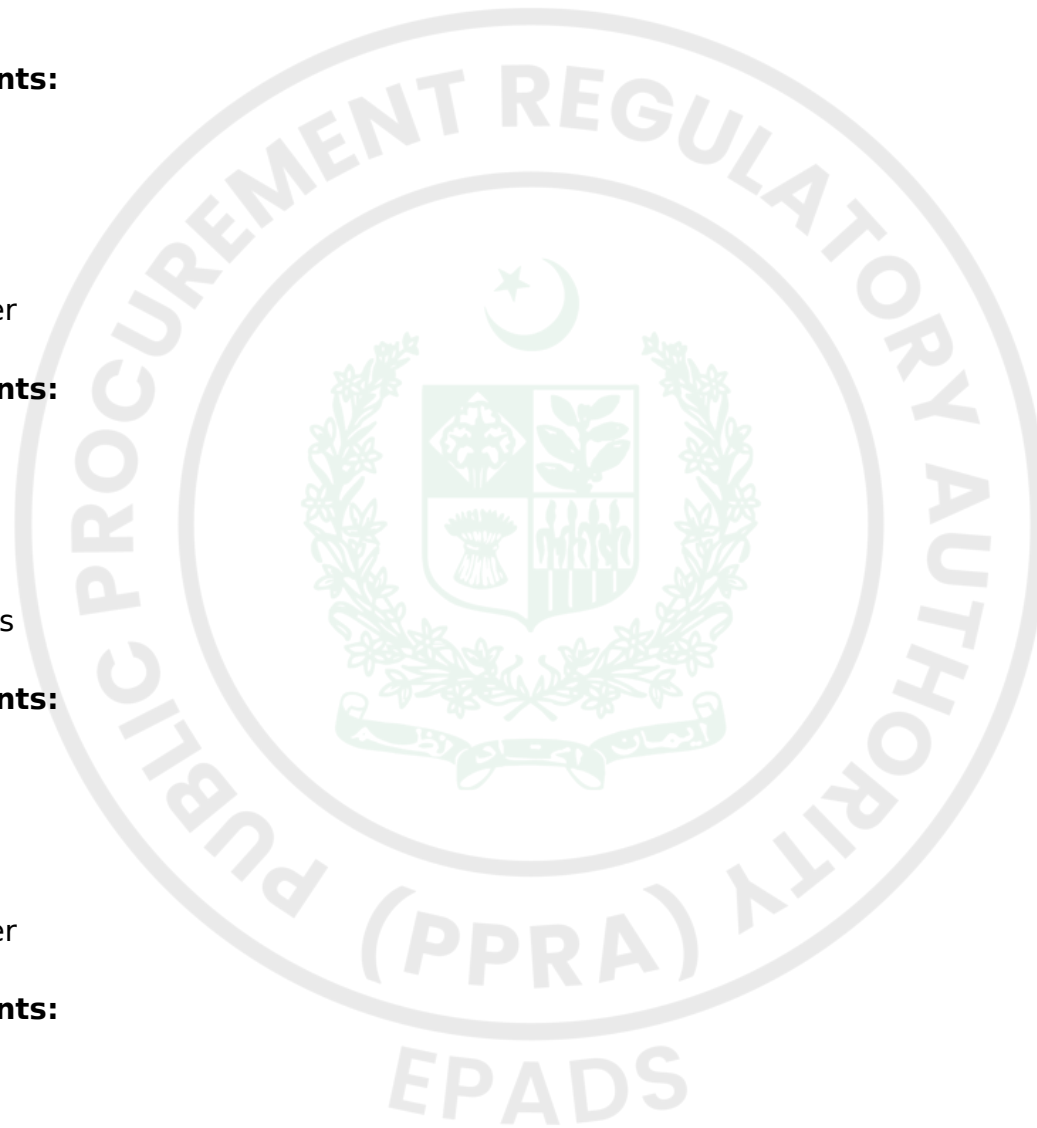 nts:
er
nts:
s
nts:
er
nts:
PUBLIC PROCUREMENT REGULATORY AUTHORITY
(PPRA)
EPADS